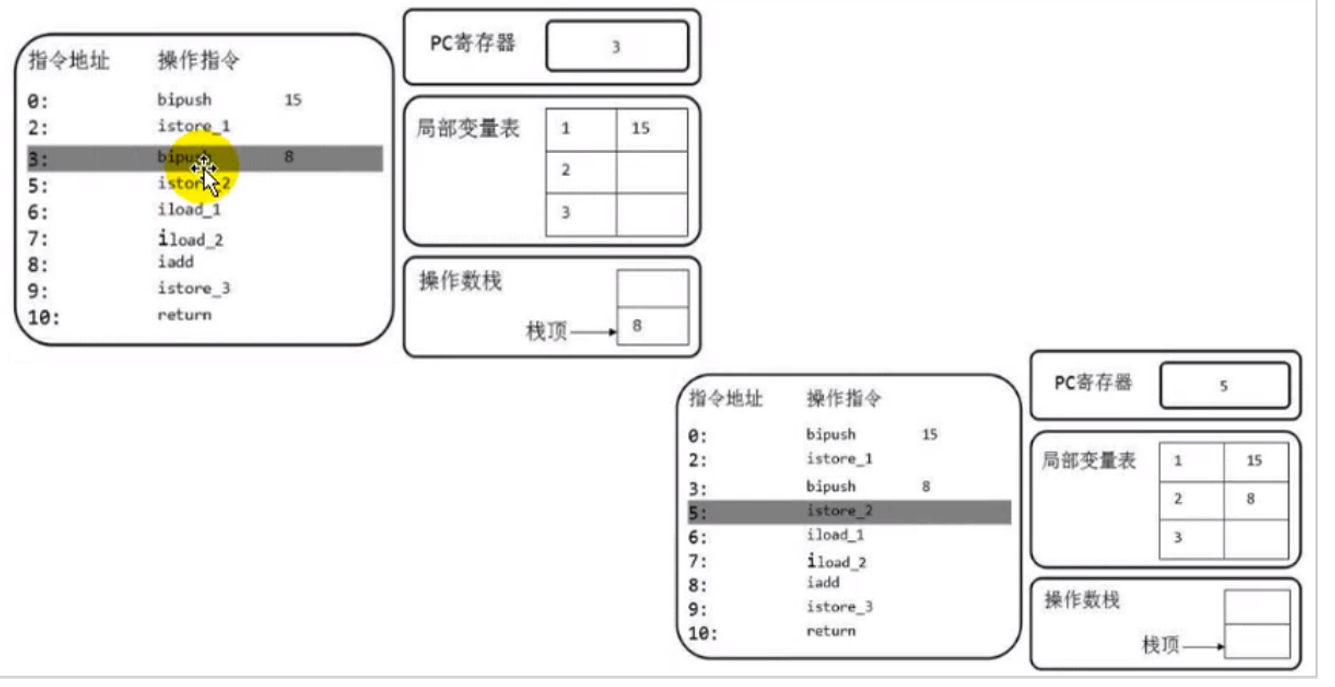 指令地址 操作指令
0: bipush 15
2: istore_1
3: bipush 8
5: istore_2
6: iload_1
7: iload_2
8: iadd
9: istore_3
10: return
PC寄存器 3
局部变量表 1 15
2
3
操作数栈
栈顶 8
指令地址 操作指令
0: bipush 15
2: istore_1
3: bipush 8
5: istore_2
6: iload_1
7: iload_2
8: iadd
9: istore_3
10: return
PC寄存器 5
局部变量表 1 15
2 8
3
操作数栈
栈顶